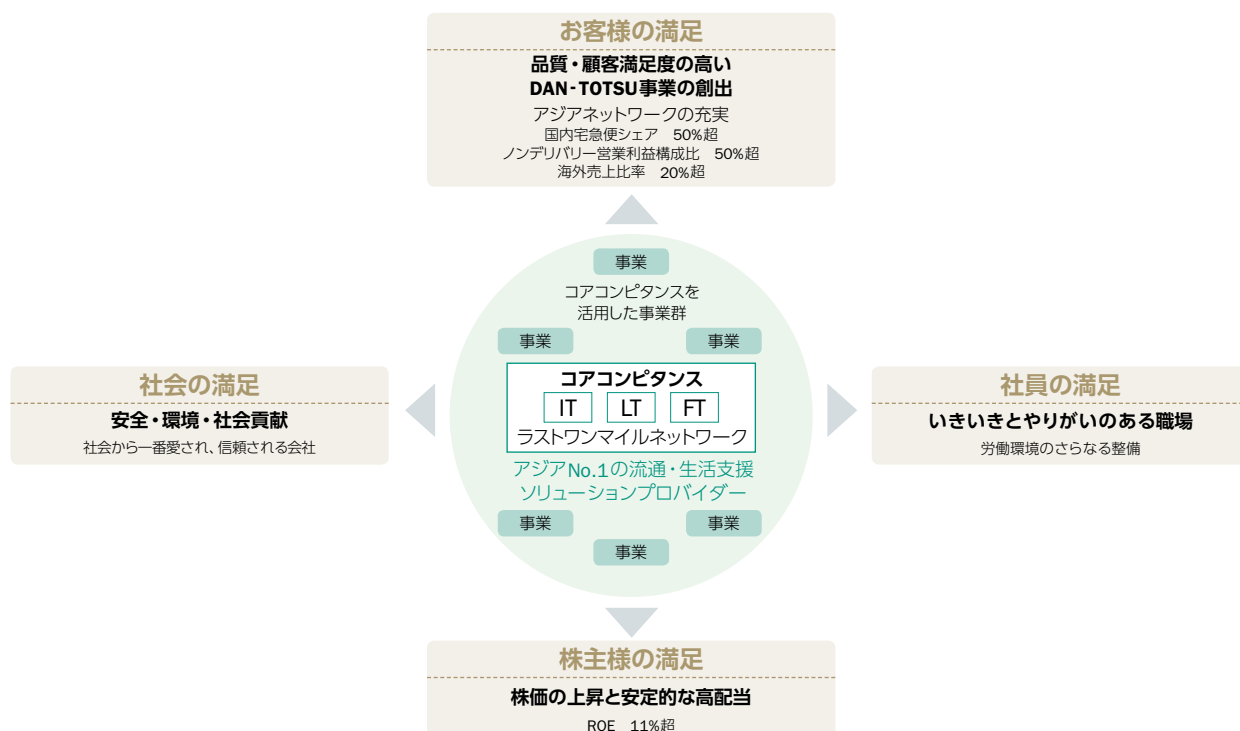 お客様の満足
品質・顧客満足度の高い
DAN-TOTSU事業の創出
アジアネットワークの充実
国内宅急便シェア　50%超
ノンデリバリー営業利益構成比　50%超
海外売上比率　20%超
事業
コアコンピタンスを
活用した事業群
事業
事業
コアコンピタンス
IT
LT
FT
ラストワンマイルネットワーク
アジアNo.1の流通・生活支援
ソリューションプロバイダー
事業
事業
事業
社会の満足
安全・環境・社会貢献
社会から一番愛され、信頼される会社
社員の満足
いきいきとやりがいのある職場
労働環境のさらなる整備
株主様の満足
株価の上昇と安定的な高配当
ROE　11%超